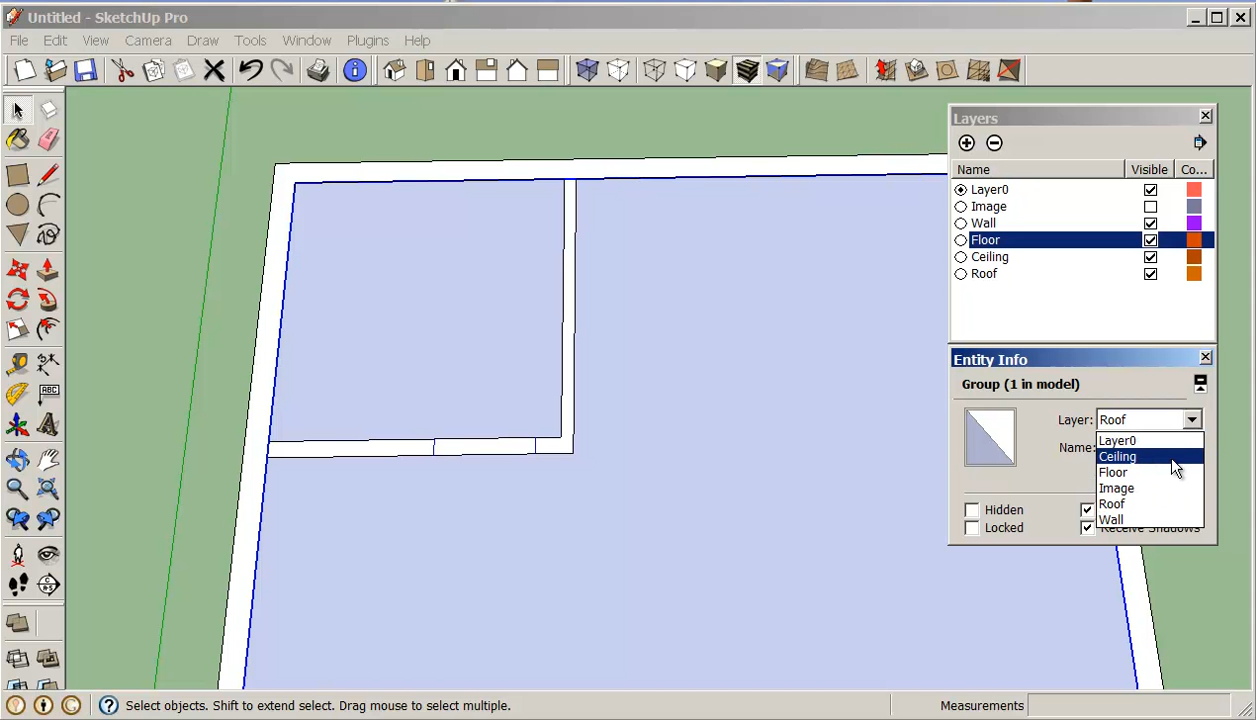 Untitled - SketchUp Pro
File Edit View Camera Draw Tools Window Plugins Help
Layers
Name Visible Co...
Layer0
Image
Wall
Floor
Ceiling
Roof
Entity Info
Group (1 in model)
Layer: Roof
Layer0
Name:
Ceiling
Floor
Image
Roof
Hidden
Wall
Locked Receive Shadows
ABC
Select objects. Shift to extend select. Drag mouse to select multiple.
Measurements